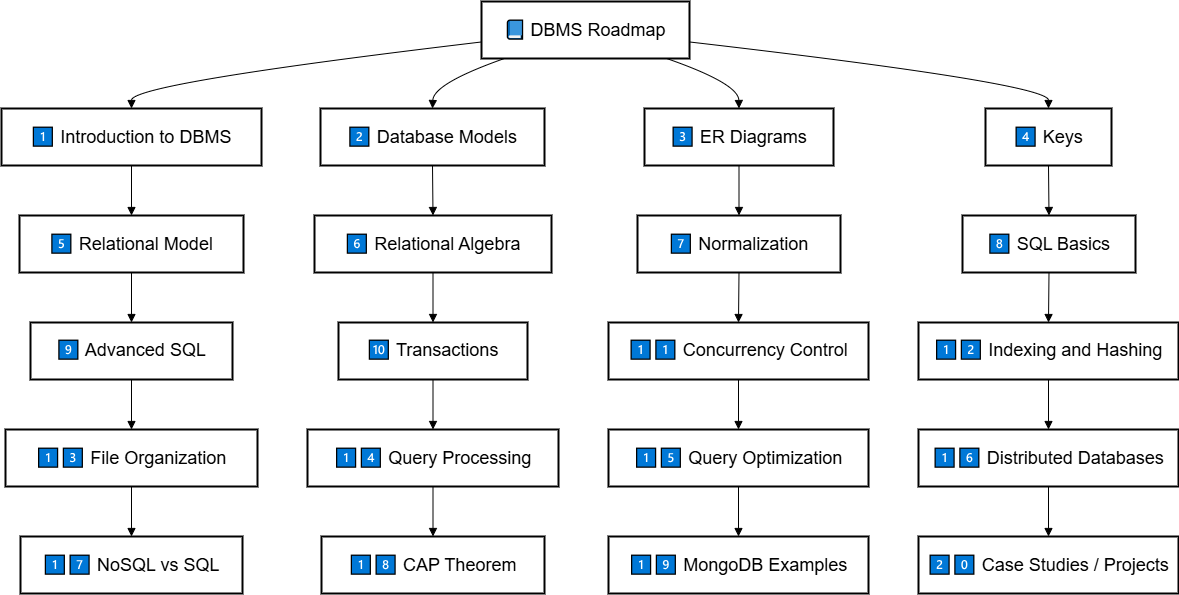 📘 DBMS Roadmap
1️⃣ Introduction to DBMS
2️⃣ Database Models
3️⃣ ER Diagrams
4️⃣ Keys
5️⃣ Relational Model
6️⃣ Relational Algebra
7️⃣ Normalization
8️⃣ SQL Basics
9️⃣ Advanced SQL
🔟 Transactions
1️⃣1️⃣ Concurrency Control
1️⃣2️⃣ Indexing and Hashing
1️⃣3️⃣ File Organization
1️⃣4️⃣ Query Processing
1️⃣5️⃣ Query Optimization
1️⃣6️⃣ Distributed Databases
1️⃣7️⃣ NoSQL vs SQL
1️⃣8️⃣ CAP Theorem
1️⃣9️⃣ MongoDB Examples
2️⃣0️⃣ Case Studies / Projects